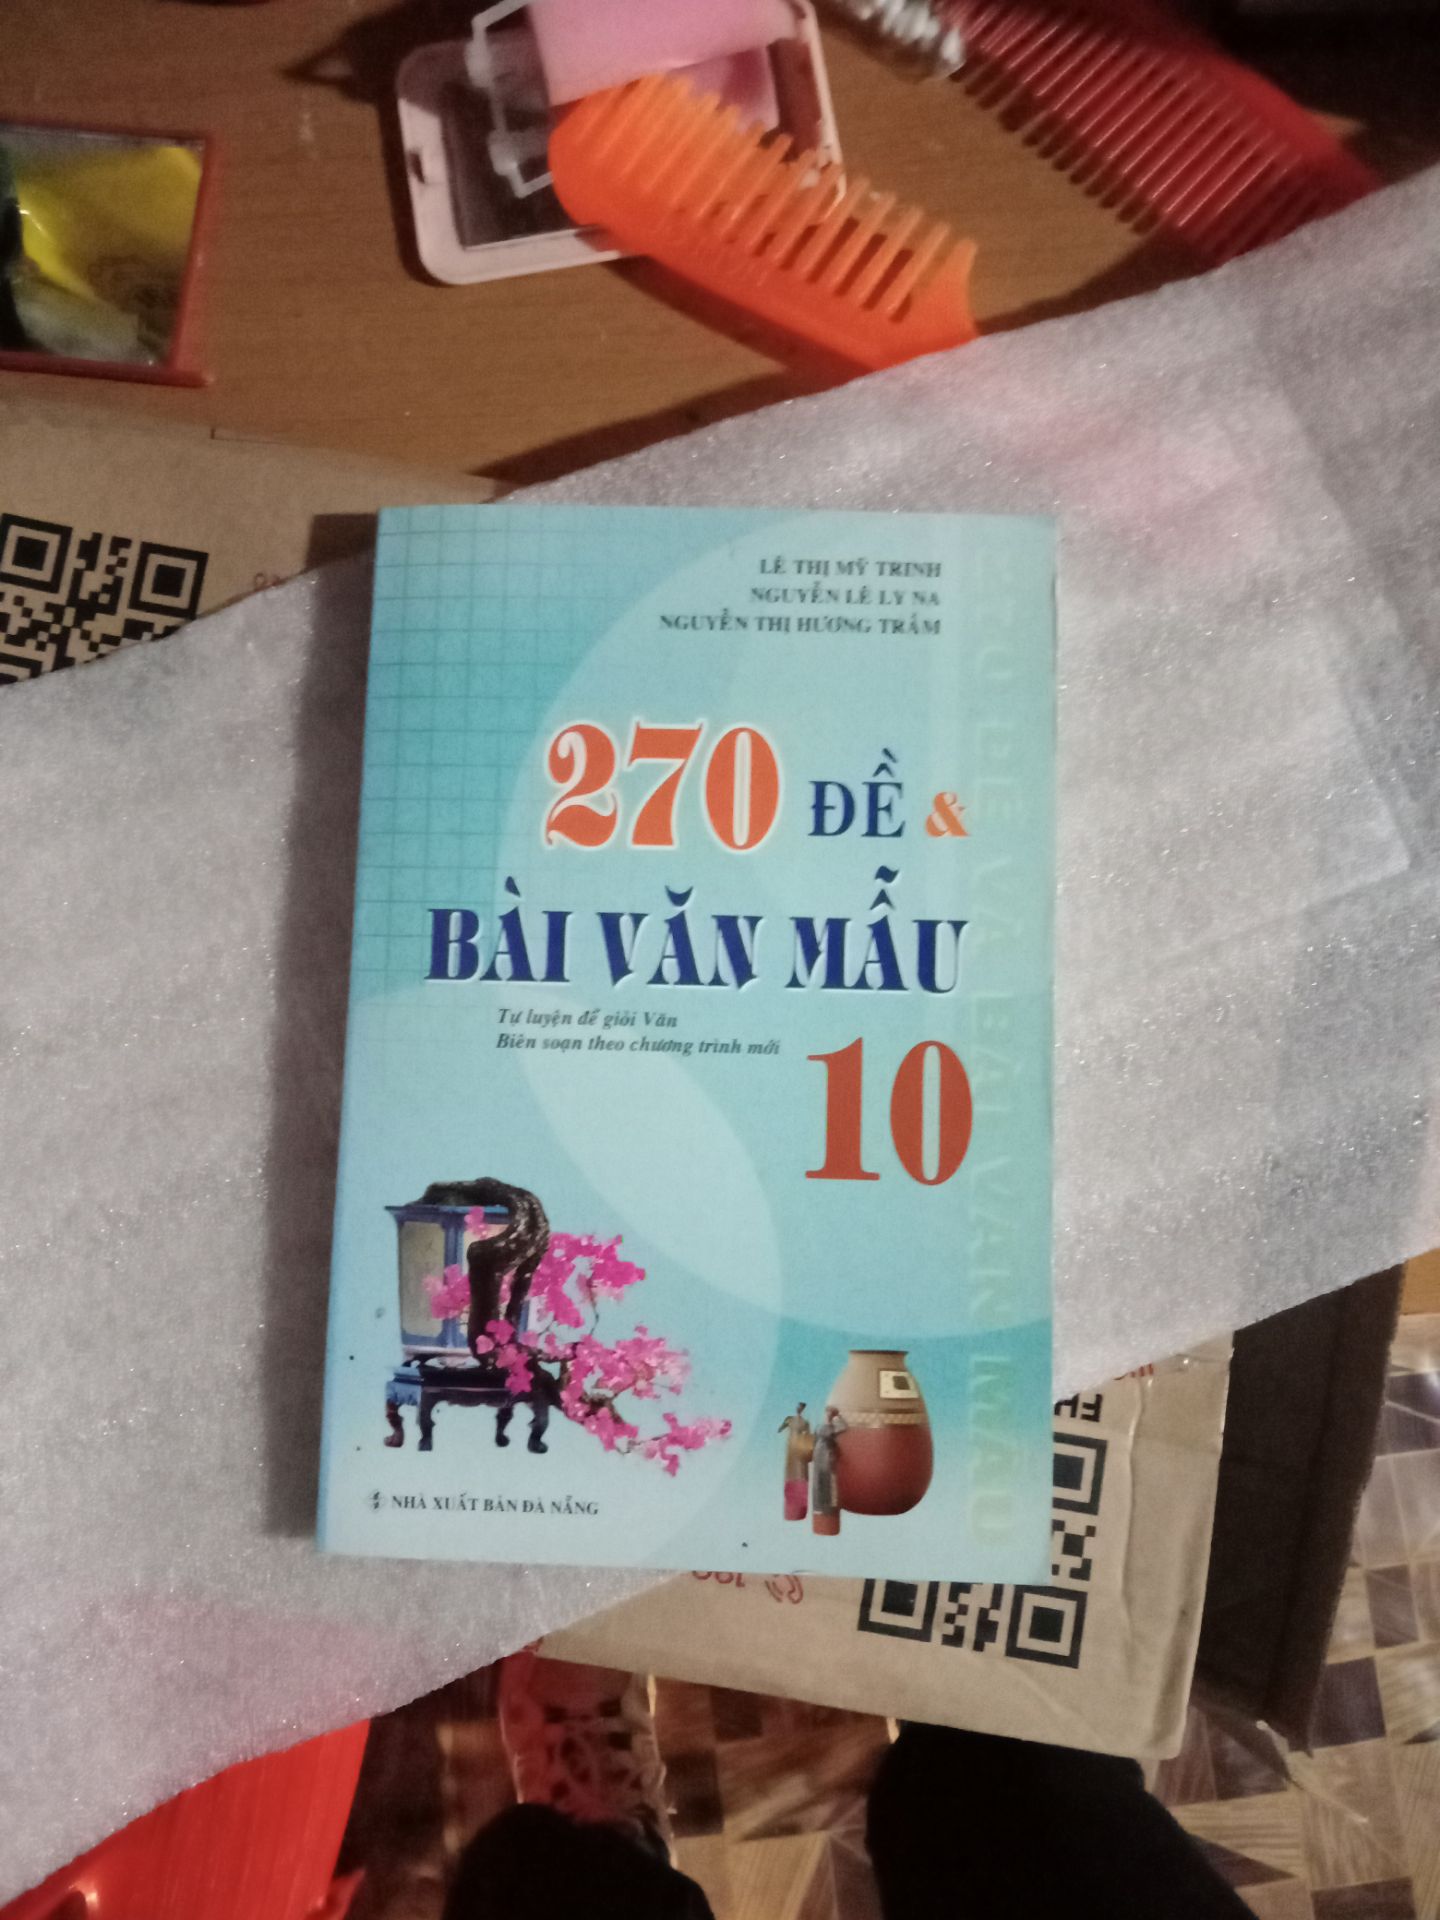 LÊ THỊ MỸ TRINH
NGUYỄN LÊ LY NA
NGUYỄN THỊ HƯƠNG TRẦM
270 ĐỀ &
BÀI VĂN MẪU
Tự luyện để giỏi Văn
Biên soạn theo chương trình mới
10
NHÀ XUẤT BẢN ĐÀ NẴNG